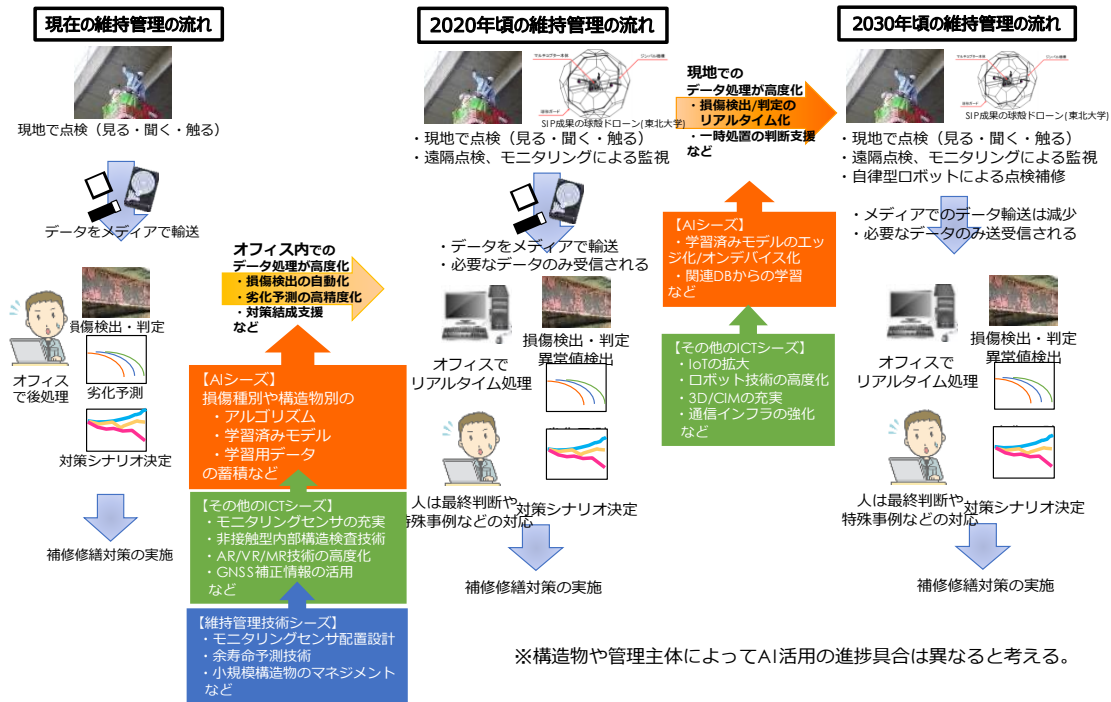 現在の維持管理の流れ
現地で点検（見る・聞く・触る）
データをメディアで輸送
損傷検出・判定
オフィス
で後処理
劣化予測
対策シナリオ決定
補修修繕対策の実施
オフィス内での
データ処理が高度化
・損傷検出の自動化
・劣化予測の高精度化
・対策結成支援
など
【AIシーズ】
損傷種別や構造物別の
・アルゴリズム
・学習済みモデル
・学習用データ
の蓄積など
【その他のICTシーズ】
・モニタリングセンサの充実
・非接触型内部構造検査技術
・AR/VR/MR技術の高度化
・GNSS補正情報の活用
など
【維持管理技術シーズ】
・モニタリングセンサ配置設計
・余寿命予測技術
・小規模構造物のマネジメント
など
2020年頃の維持管理の流れ
SIP成果の球殻ドローン(東北大学)
・現地で点検（見る・聞く・触る）
・遠隔点検、モニタリングによる監視
・データをメディアで輸送
・必要なデータのみ受信される
損傷検出・判定
異常値検出
オフィスで
リアルタイム処理
人は最終判断や
特殊事例などの対応
対策シナリオ決定
補修修繕対策の実施
現地での
データ処理が高度化
・損傷検出/判定の
リアルタイム化
・一時処置の判断支援
など
【AIシーズ】
・学習済みモデルのエッ
ジ化/オンデバイス化
・関連DBからの学習
など
【その他のICTシーズ】
・IoTの拡大
・ロボット技術の高度化
・3D/CIMの充実
・通信インフラの強化
など
2030年頃の維持管理の流れ
SIP成果の球殻ドローン(東北大学)
・現地で点検（見る・聞く・触る）
・遠隔点検、モニタリングによる監視
・自律型ロボットによる点検補修
・メディアでのデータ輸送は減少
・必要なデータのみ送受信される
損傷検出・判定
異常値検出
オフィスで
リアルタイム処理
人は最終判断や
特殊事例などの対応
対策シナリオ決定
補修修繕対策の実施
※構造物や管理主体によってAI活用の進捗具合は異なると考える。